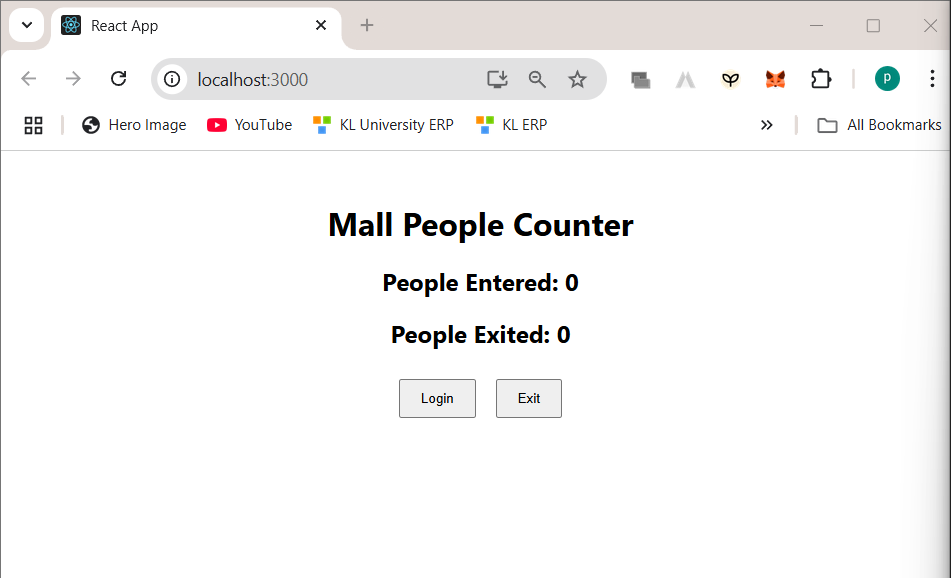 React App
localhost:3000
P
Hero Image YouTube KL University ERP KL ERP All Bookmarks
Mall People Counter
People Entered: 0
People Exited: 0
Login Exit